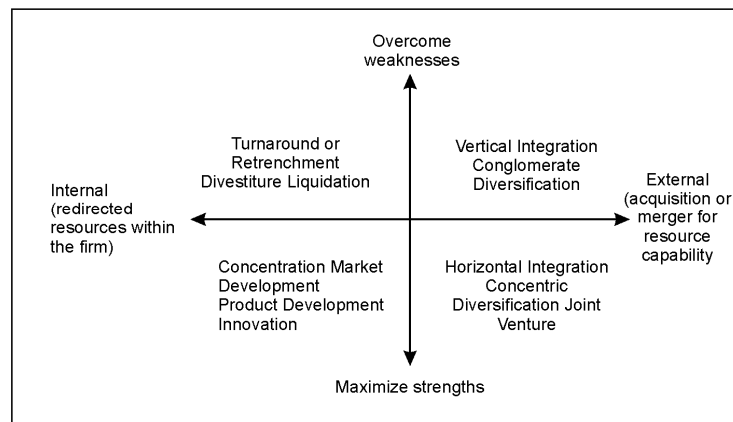 Overcome
weaknesses
Turnaround or
Retrenchment
Divestiture Liquidation
Vertical Integration
Conglomerate
Diversification
Internal
(redirected
resources within
the firm)
External
(acquisition or
merger for
resource
capability
Concentration Market
Development
Product Development
Innovation
Horizontal Integration
Concentric
Diversification Joint
Venture
Maximize strengths